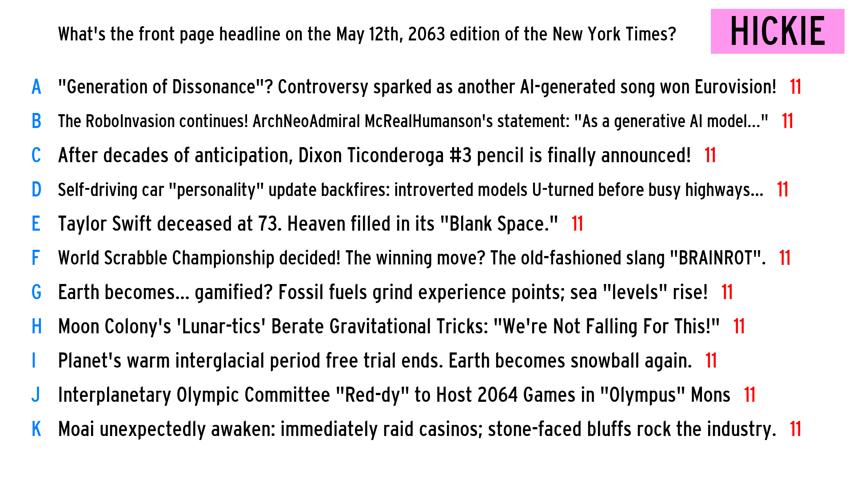 What's the front page headline on the May 12th, 2063 edition of the New York Times?
HICKIE
A "Generation of Dissonance"? Controversy sparked as another AI-generated song won Eurovision! 11
B The RoboInvasion continues! ArchNeoAdmiral McRealHumanson's statement: "As a generative AI model..." 11
C After decades of anticipation, Dixon Ticonderoga #3 pencil is finally announced! 11
D Self-driving car "personality" update backfires: introverted models U-turned before busy highways... 11
E Taylor Swift deceased at 73. Heaven filled in its "Blank Space." 11
F World Scrabble Championship decided! The winning move? The old-fashioned slang "BRAINROT". 11
G Earth becomes... gamified? Fossil fuels grind experience points; sea "levels" rise! 11
H Moon Colony's 'Lunar-tics' Berate Gravitational Tricks: "We're Not Falling For This!" 11
I Planet's warm interglacial period free trial ends. Earth becomes snowball again. 11
J Interplanetary Olympic Committee "Red-dy" to Host 2064 Games in "Olympus" Mons 11
K Moai unexpectedly awaken: immediately raid casinos; stone-faced bluffs rock the industry. 11